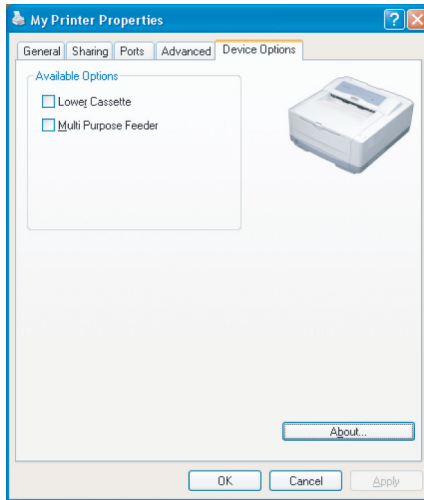 My Printer Properties
General Sharing Ports Advanced Device Options
Available Options
Lower Cassette
Multi Purpose Feeder
About...
OK Cancel Apply